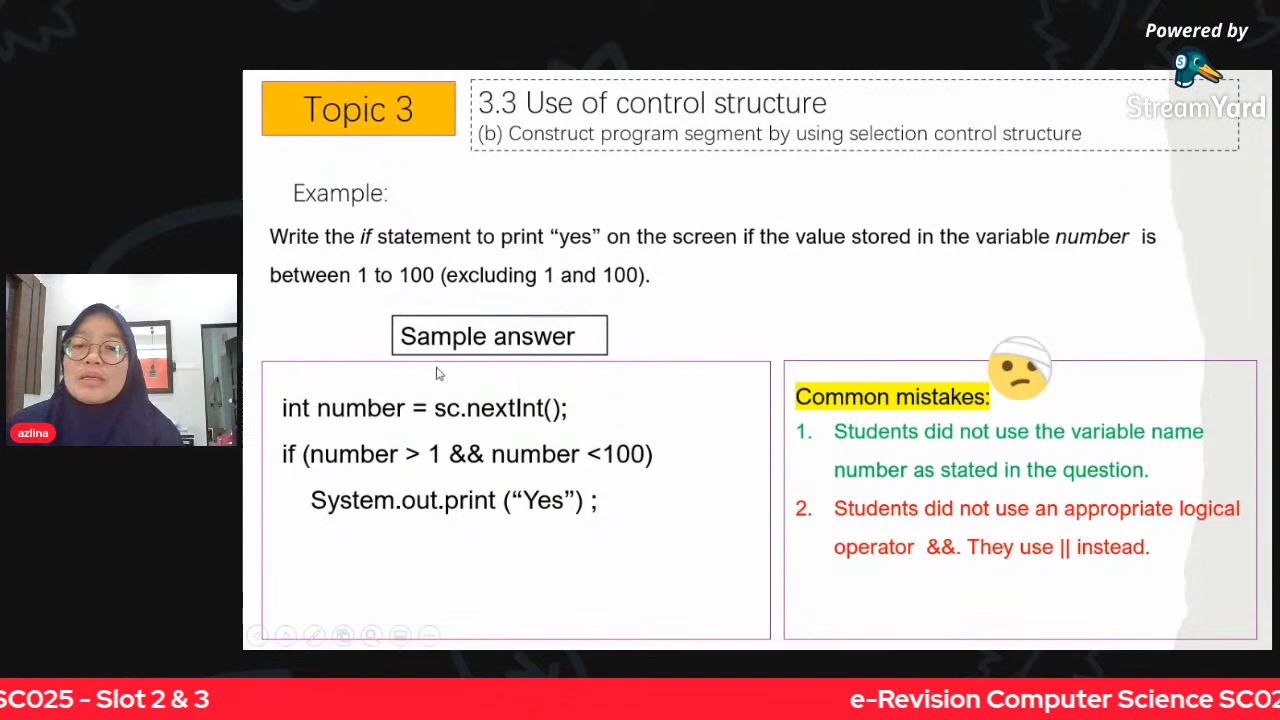 Powered by
StreamYard
Topic 3
3.3 Use of control structure
(b) Construct program segment by using selection control structure
Example:
Write the if statement to print “yes” on the screen if the value stored in the variable number is
between 1 to 100 (excluding 1 and 100).
Sample answer
int number = sc.nextInt();
if (number > 1 && number <100)
System.out.print (“Yes”) ;
Common mistakes:
1. Students did not use the variable name
number as stated in the question.
2. Students did not use an appropriate logical
operator &&. They use || instead.
azlina
SC025 - Slot 2 & 3
e-Revision Computer Science SC02